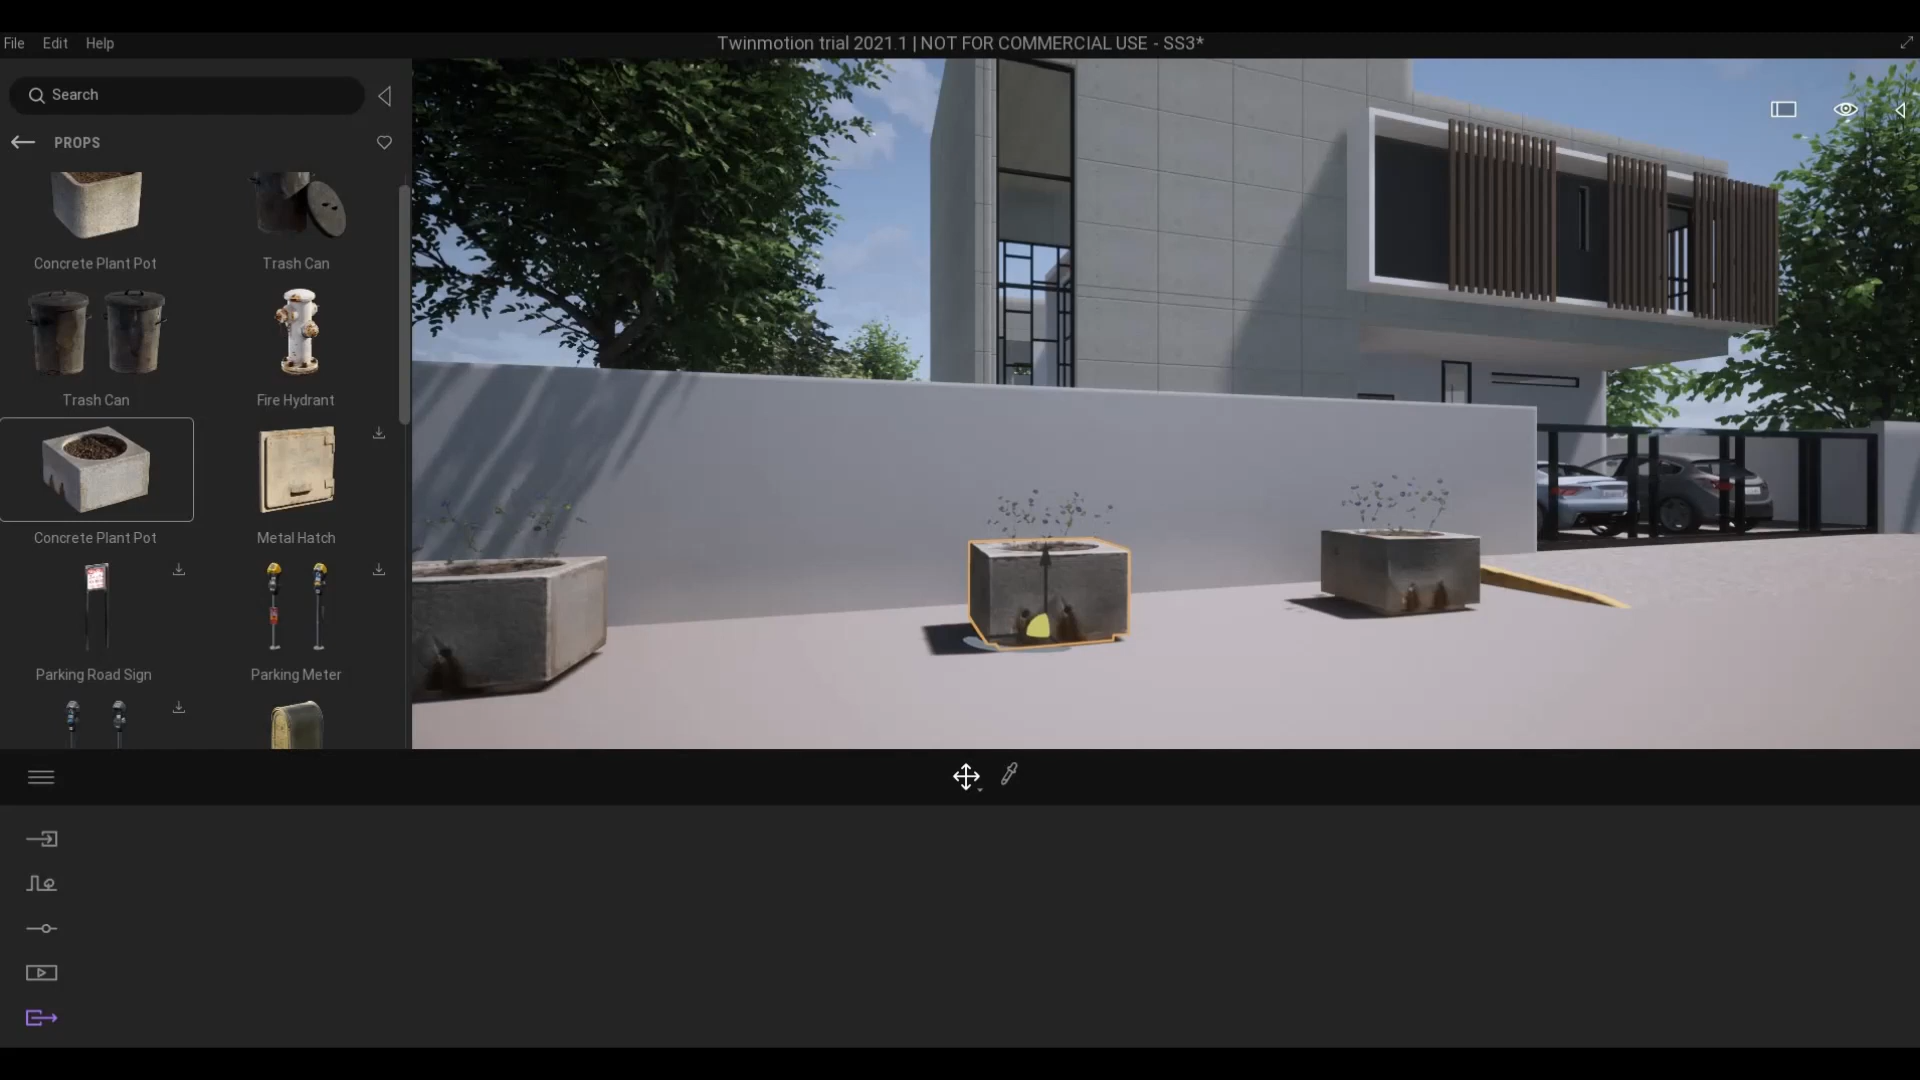 File Edit Help
Twinmotion trial 2021.1 | NOT FOR COMMERCIAL USE - SS3*
Search
PROPS
Concrete Plant Pot
Trash Can
Trash Can
Fire Hydrant
Concrete Plant Pot
Metal Hatch
Parking Road Sign
Parking Meter